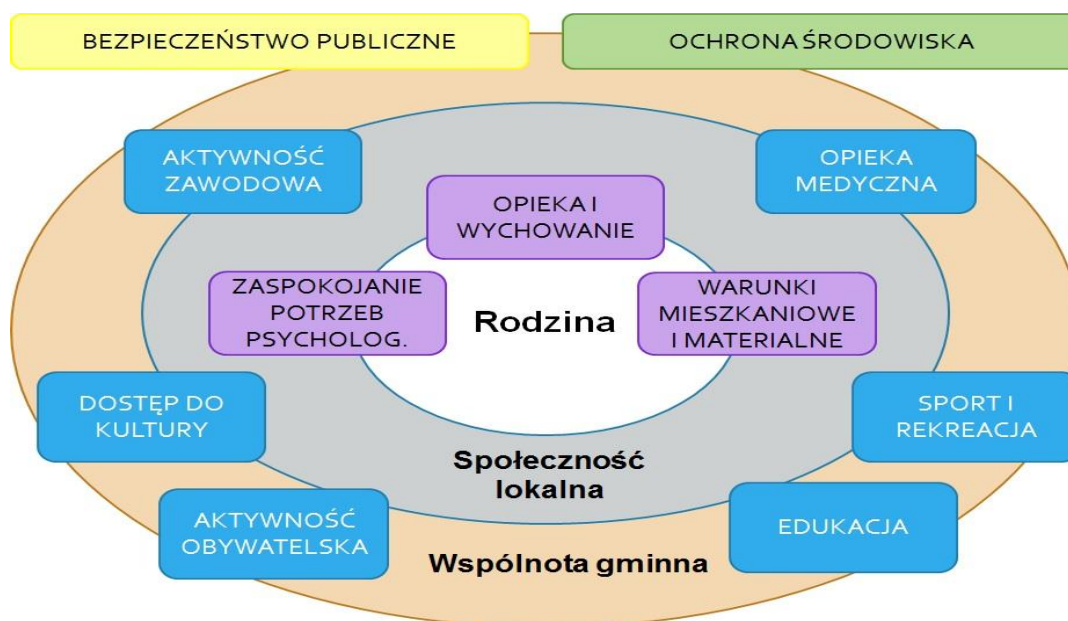 BEZPIECZEŃSTWO PUBLICZNE
OCHRONA ŚRODOWISKA
AKTYWNOŚĆ
ZAWODOWA
OPIEKA
MEDYCZNA
OPIEKA I
WYCHOWANIE
ZASPOKOJANIE
POTRZEB
PSYCHOLOG.
Rodzina
WARUNKI
MIESZKANIOWE
I MATERIALNE
DOSTĘP DO
KULTURY
SPORT I
REKREACJA
Społeczność
lokalna
AKTYWNOŚĆ
OBYWATELSKA
EDUKACJA
Wspólnota gminna